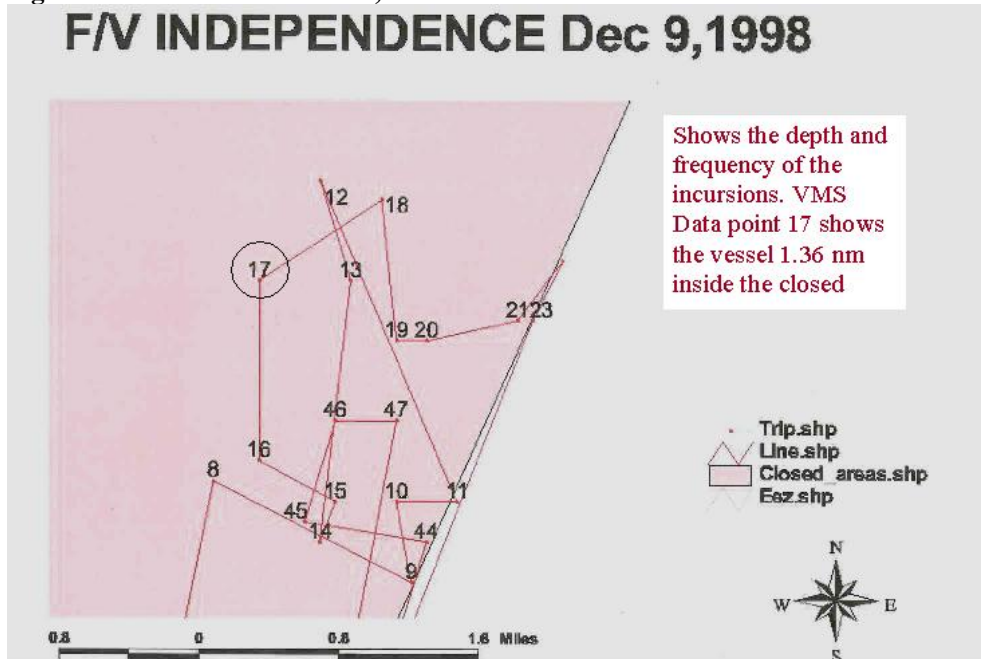 F/V INDEPENDENCE Dec 9,1998
Shows the depth and
frequency of the
incursions. VMS
Data point 17 shows
the vessel 1.36 nm
inside the closed
12
18
17
13
19 20
21 23
46
47
16
8
15
10
11
45
14
44
9
Trip.shp
Line.shp
Closed_areas.shp
Eez.shp
N
W
E
S
0.8 0 0.8 1.6 Miles